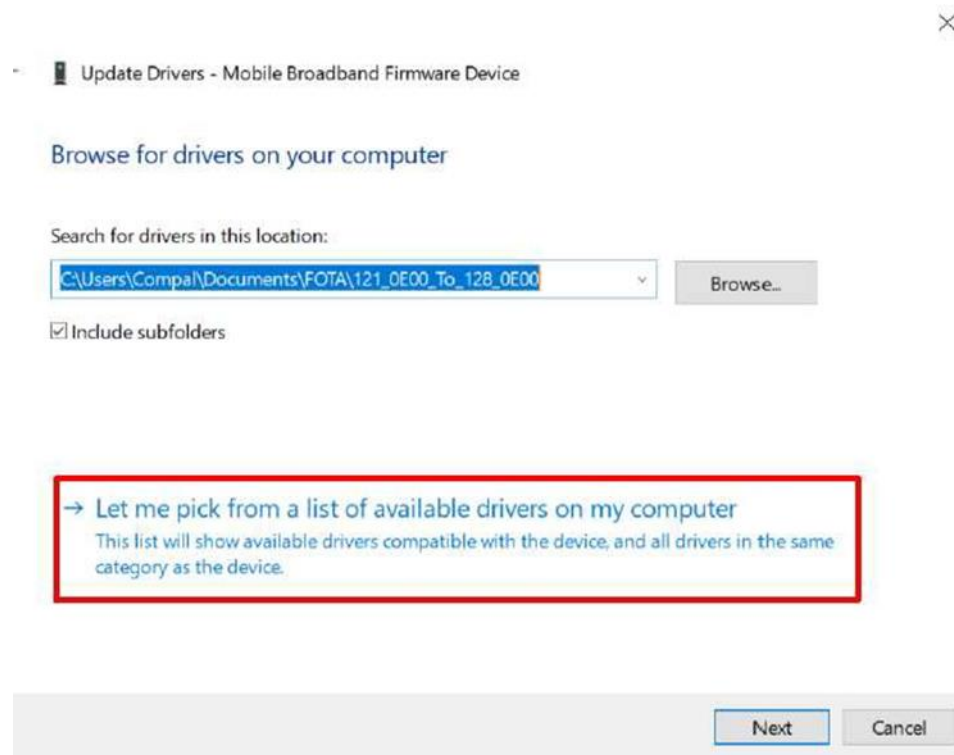 Update Drivers - Mobile Broadband Firmware Device
Browse for drivers on your computer
Search for drivers in this location:
C:\Users\Compal\Documents\FOTA\121_0E00_To_128_0E00
Browse...
Include subfolders
Let me pick from a list of available drivers on my computer
This list will show available drivers compatible with the device, and all drivers in the same
category as the device.
Next
Cancel